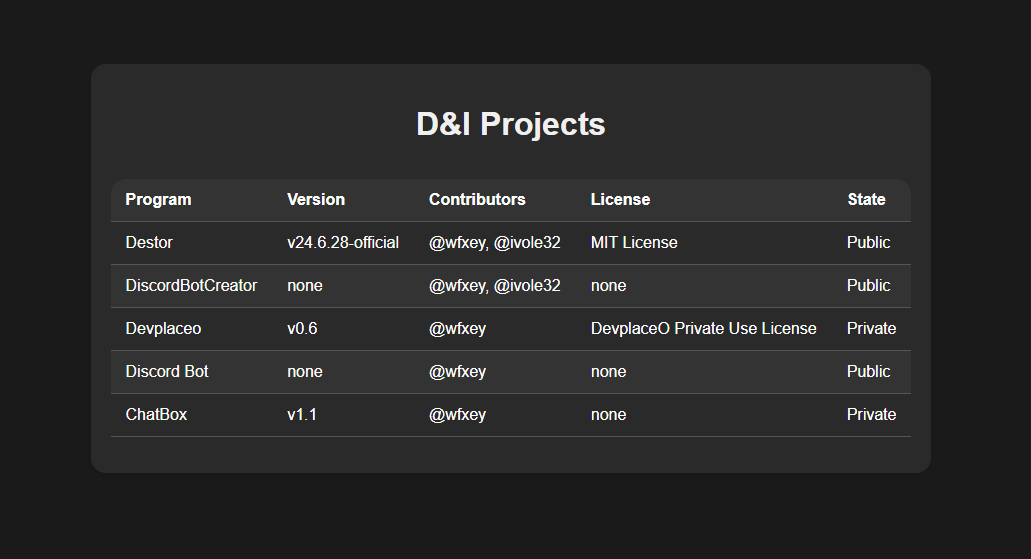 D&I Projects
Program Version Contributors License State
Destor v24.6.28-official @wfxey, @ivole32 MIT License Public
DiscordBotCreator none @wfxey, @ivole32 none Public
Devplaceo v0.6 @wfxey DevplaceO Private Use License Private
Discord Bot none @wfxey none Public
ChatBox v1.1 @wfxey none Private